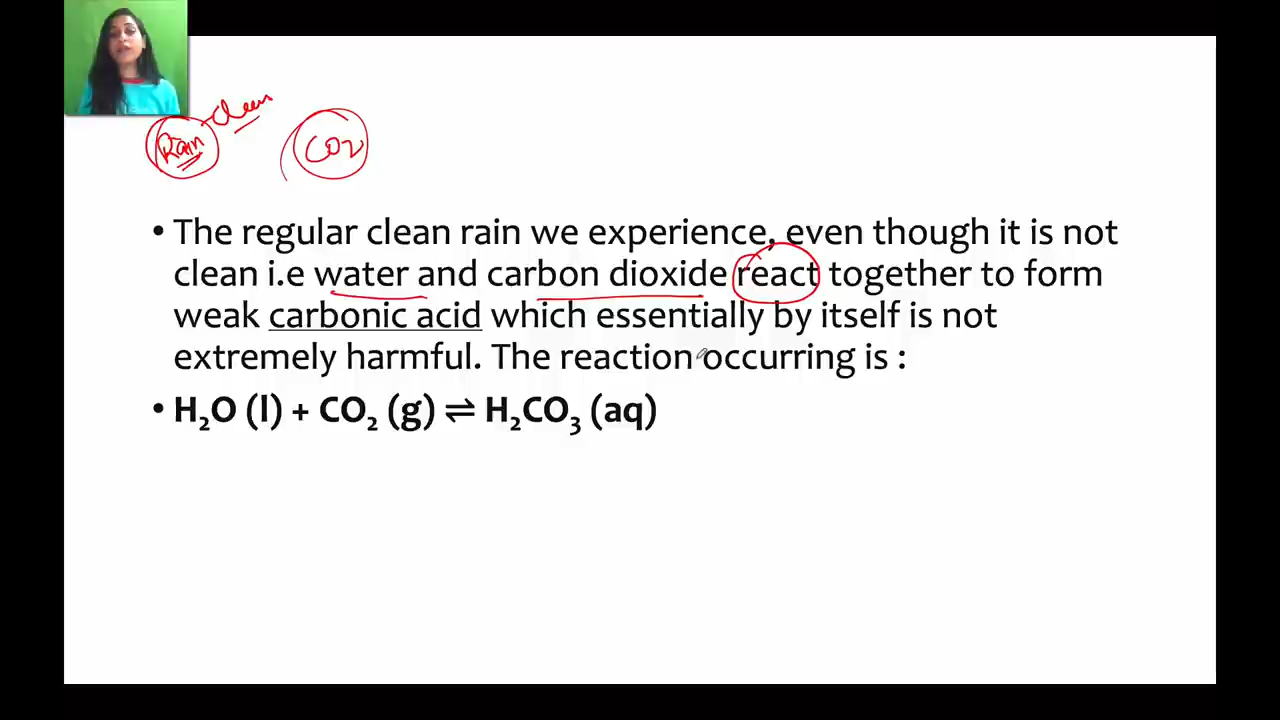 Rain clean CO2
• The regular clean rain we experience, even though it is not
clean i.e water and carbon dioxide react together to form
weak carbonic acid which essentially by itself is not
extremely harmful. The reaction occurring is :
• H₂O (l) + CO₂ (g) ⇌ H₂CO₃ (aq)